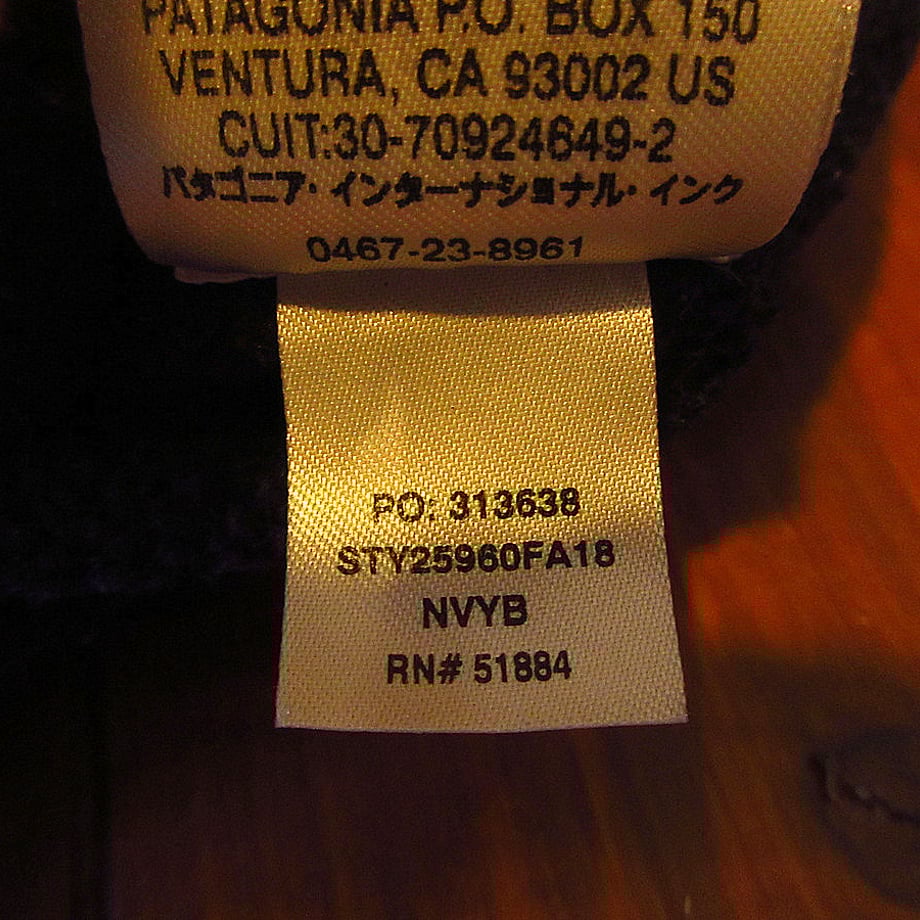 PATAGONIA P.O. BOX 150
VENTURA, CA 93002 US
CUIT:30-70924649-2
パタゴニア・インターナショナル・インク
0467-23-8961
PO: 313638
STY25960FA18
NVYB
RN# 51884